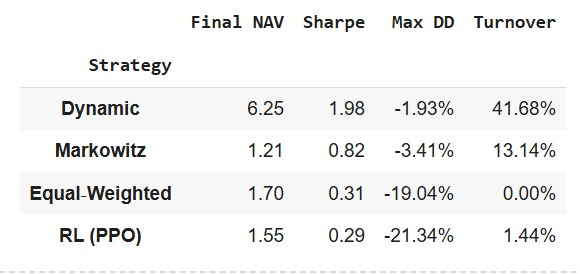 Final NAV Sharpe Max DD Turnover
Strategy
Dynamic 6.25 1.98 -1.93% 41.68%
Markowitz 1.21 0.82 -3.41% 13.14%
Equal-Weighted 1.70 0.31 -19.04% 0.00%
RL (PPO) 1.55 0.29 -21.34% 1.44%